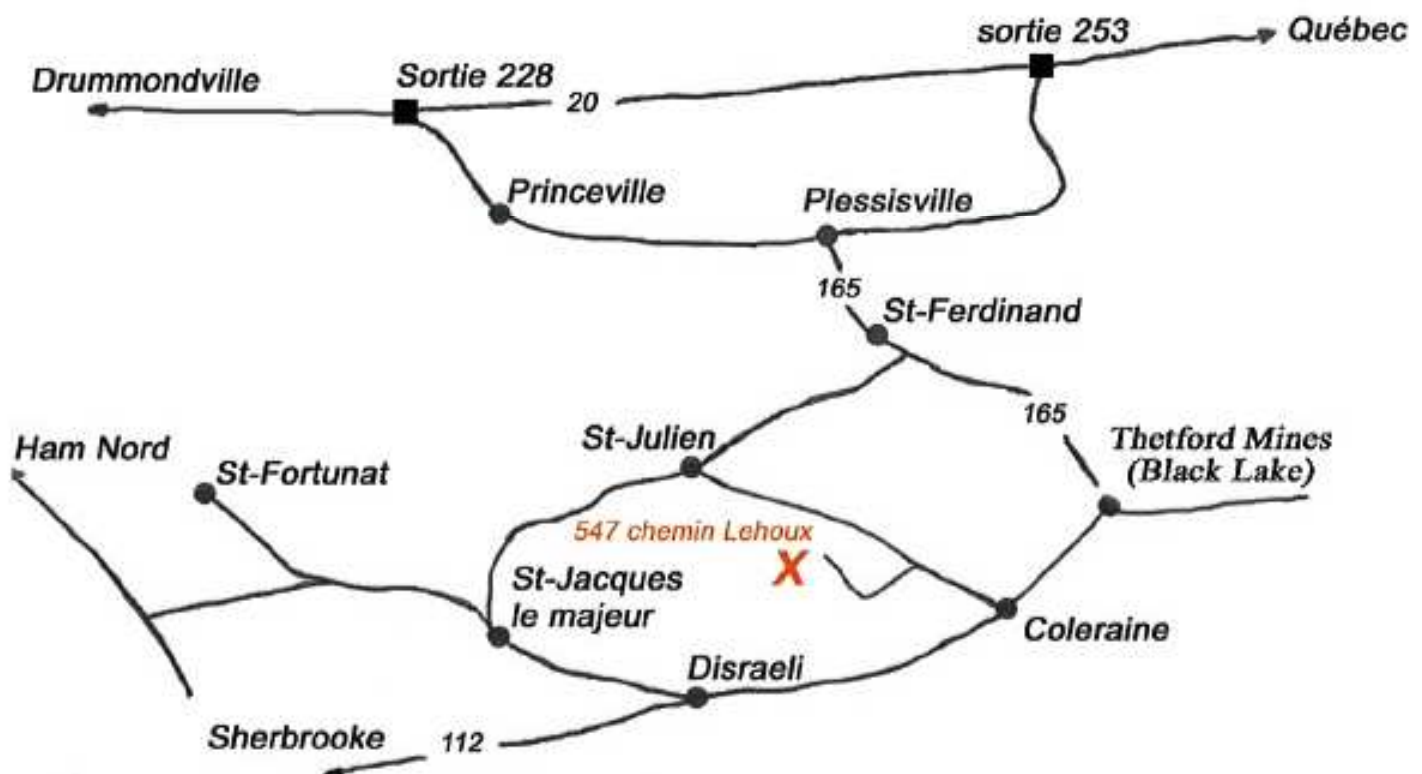 sortie 253
Québec
Drummondville
Sortie 228
20
Princeville
Plessisville
165
St-Ferdinand
165
Ham Nord
St-Fortunat
St-Julien
Thetford Mines
(Black Lake)
547 chemin Lehoux
X
St-Jacques
le majeur
Coleraine
Disraeli
Sherbrooke
112